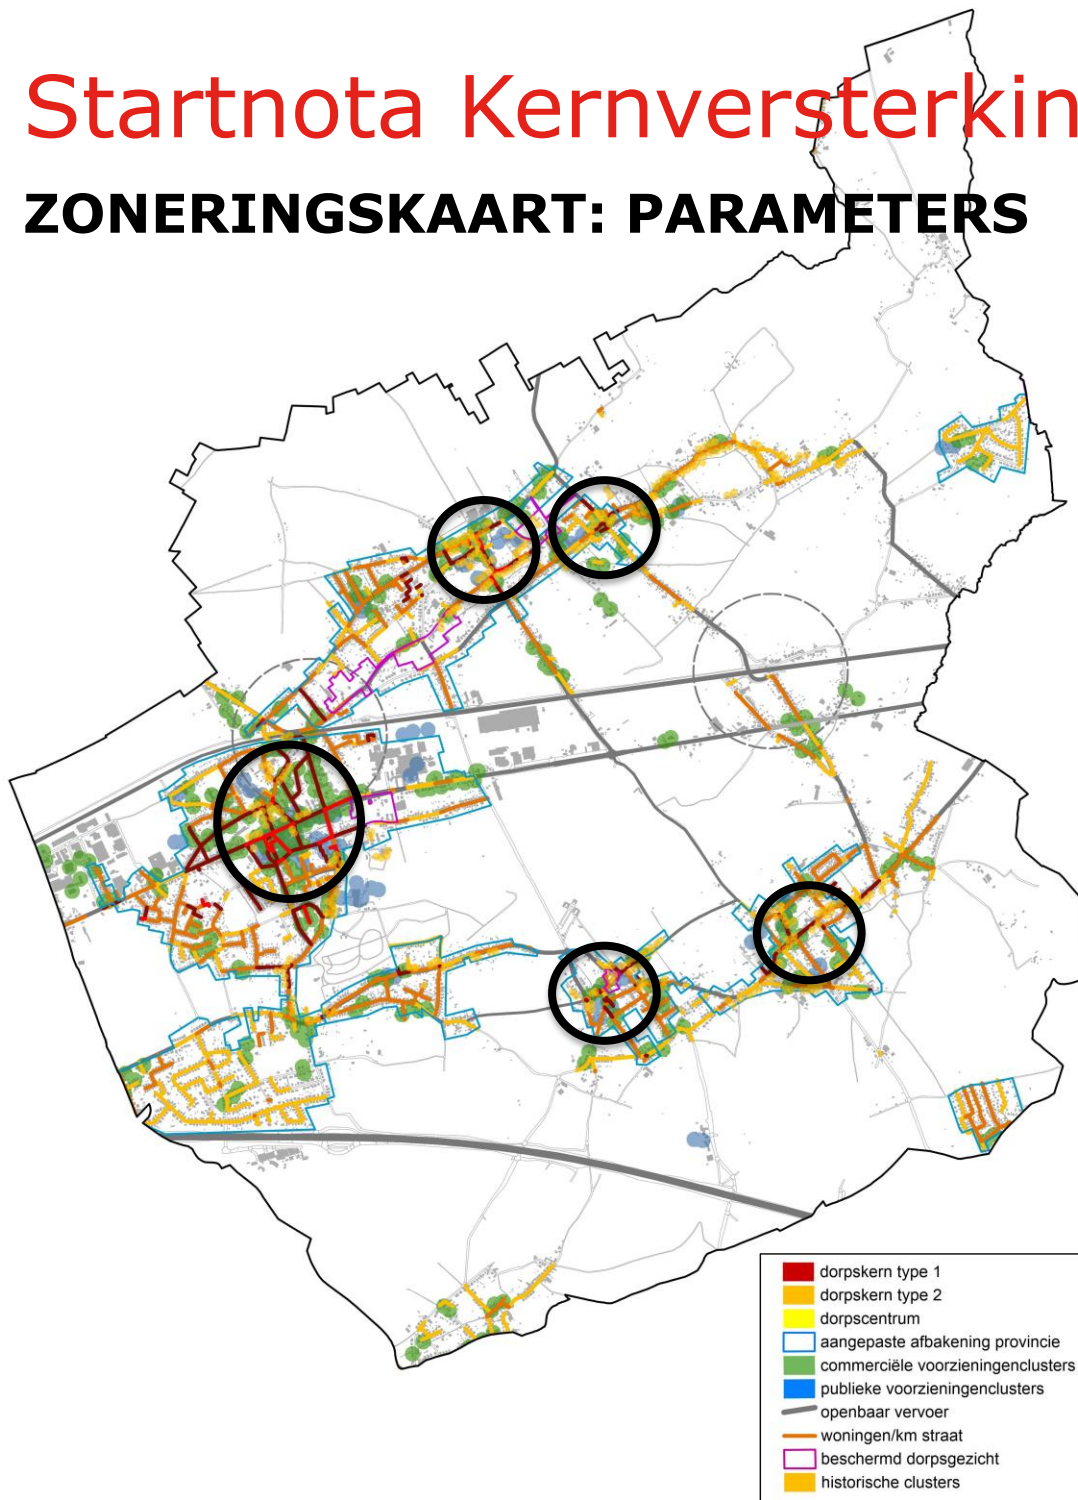 Startnota Kernversterkin
ZONERINGSKAART: PARAMETERS
dorpskern type 1
dorpskern type 2
dorpscentrum
aangepaste afbakening provincie
commerciële voorzieningenclusters
publieke voorzieningenclusters
openbaar vervoer
woningen/km straat
beschermd dorpsgezicht
historische clusters